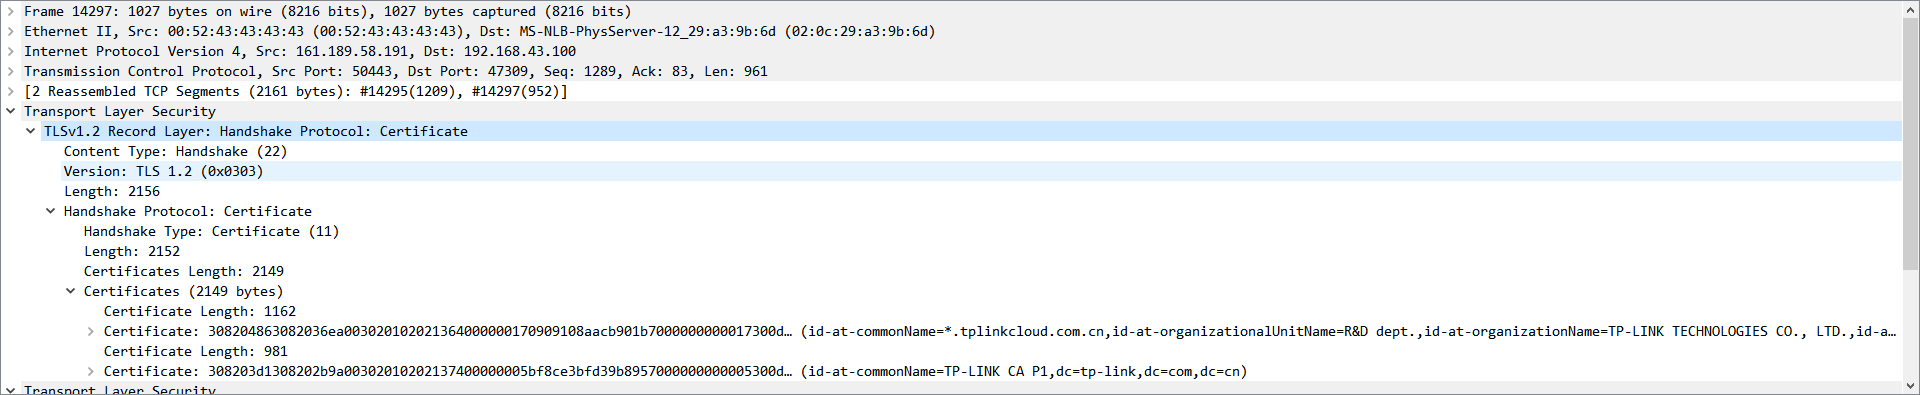 Frame 14297: 1027 bytes on wire (8216 bits), 1027 bytes captured (8216 bits)
Ethernet II, Src: 00:52:43:43:43:43 (00:52:43:43:43:43), Dst: MS-NLB-PhysServer-12_29:a3:9b:6d (02:0c:29:a3:9b:6d)
Internet Protocol Version 4, Src: 161.189.58.191, Dst: 192.168.43.100
Transmission Control Protocol, Src Port: 50443, Dst Port: 47309, Seq: 1289, Ack: 83, Len: 961
[2 Reassembled TCP Segments (2161 bytes): #14295(1209), #14297(952)]
Transport Layer Security
TLSv1.2 Record Layer: Handshake Protocol: Certificate
Content Type: Handshake (22)
Version: TLS 1.2 (0x0303)
Length: 2156
Handshake Protocol: Certificate
Handshake Type: Certificate (11)
Length: 2152
Certificates Length: 2149
Certificates (2149 bytes)
Certificate Length: 1162
Certificate: 308204863082036ea0030201020213640000001​70909108aacb901b7000000000017300d… (id-at-commonName=*.tplinkcloud.com.cn,id-at-organizationalUnitName=R&D dept.,id-at-organizationName=TP-LINK TECHNOLOGIES CO., LTD.,id-a…
Certificate Length: 981
Certificate: 308203d1308202b9a00302010202137400000005bf8ce3bfd39b8957000000000005300d… (id-at-commonName=TP-LINK CA P1,dc=tp-link,dc=com,dc=cn)
Transport Layer Security